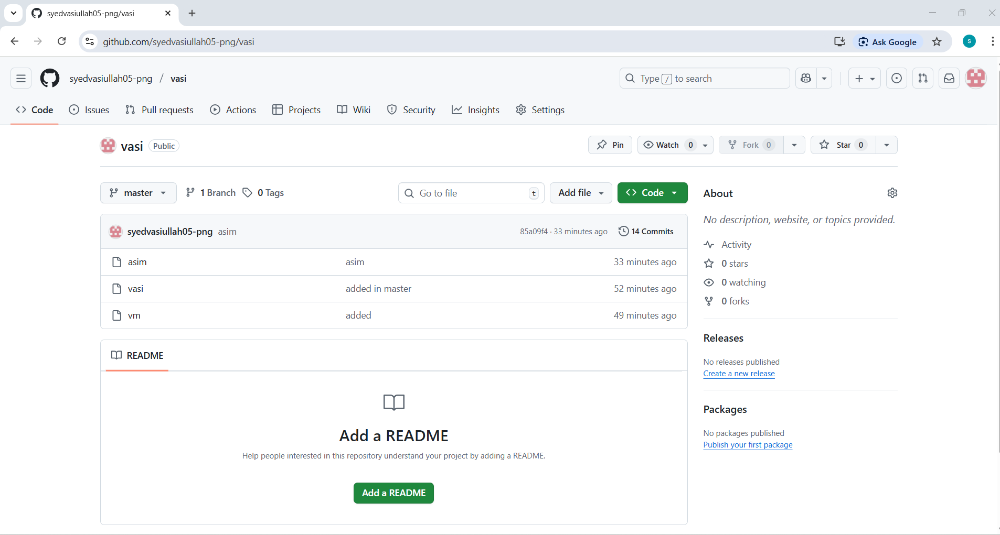 syedvasiullah05-png/vasi
github.com/syedvasiullah05-png/vasi
Ask Google
S
syedvasiullah05-png / vasi
Type / to search
Code
Issues
Pull requests
Actions
Projects
Wiki
Security
Insights
Settings
vasi Public
Pin
Watch 0
Fork 0
Star 0
master
1 Branch
0 Tags
Go to file t
Add file
Code
syedvasiullah05-png asim 85a09f4 · 33 minutes ago 14 Commits
asim asim 33 minutes ago
vasi added in master 52 minutes ago
vm added 49 minutes ago
README
Add a README
Help people interested in this repository understand your project by adding a README.
Add a README
About
No description, website, or topics provided.
Activity
0 stars
0 watching
0 forks
Releases
No releases published
Create a new release
Packages
No packages published
Publish your first package